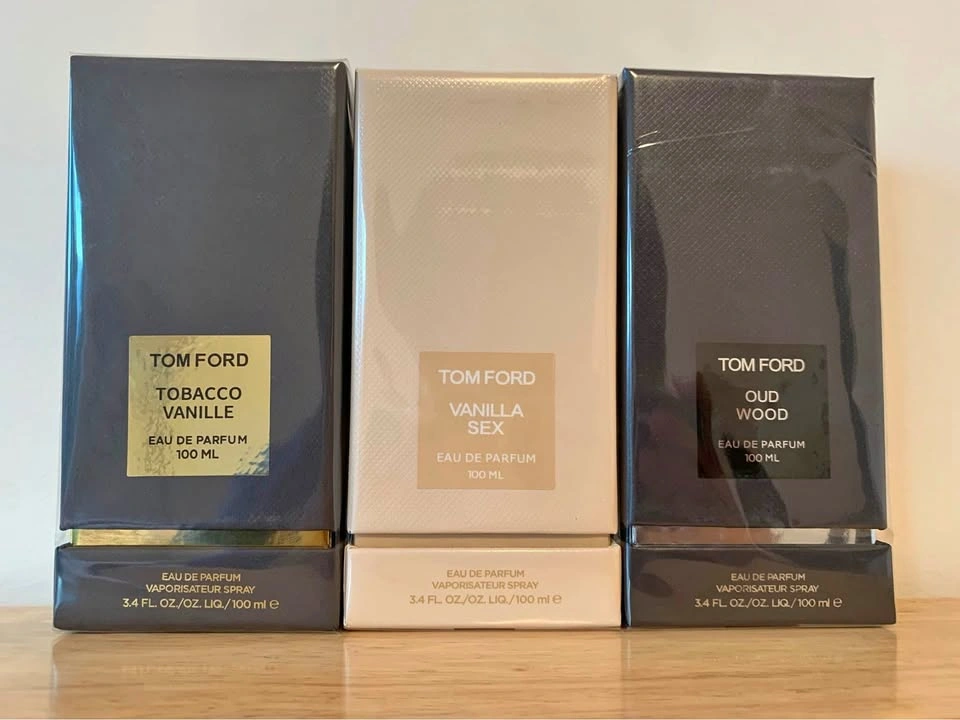 TOM FORD
TOBACCO
VANILLE
EAU DE PARFUM
100 ML
EAU DE PARFUM
VAPORISATEUR SPRAY
3.4 FL. OZ./OZ. LIQ./100 ml ℮
TOM FORD
VANILLA
SEX
EAU DE PARFUM
100 ML
EAU DE PARFUM
VAPORISATEUR SPRAY
3.4 FL. OZ./OZ. LIQ./100 ml ℮
TOM FORD
OUD
WOOD
EAU DE PARFUM
100 ML
EAU DE PARFUM
VAPORISATEUR SPRAY
3.4 FL. OZ./OZ. LIQ./100 ml ℮